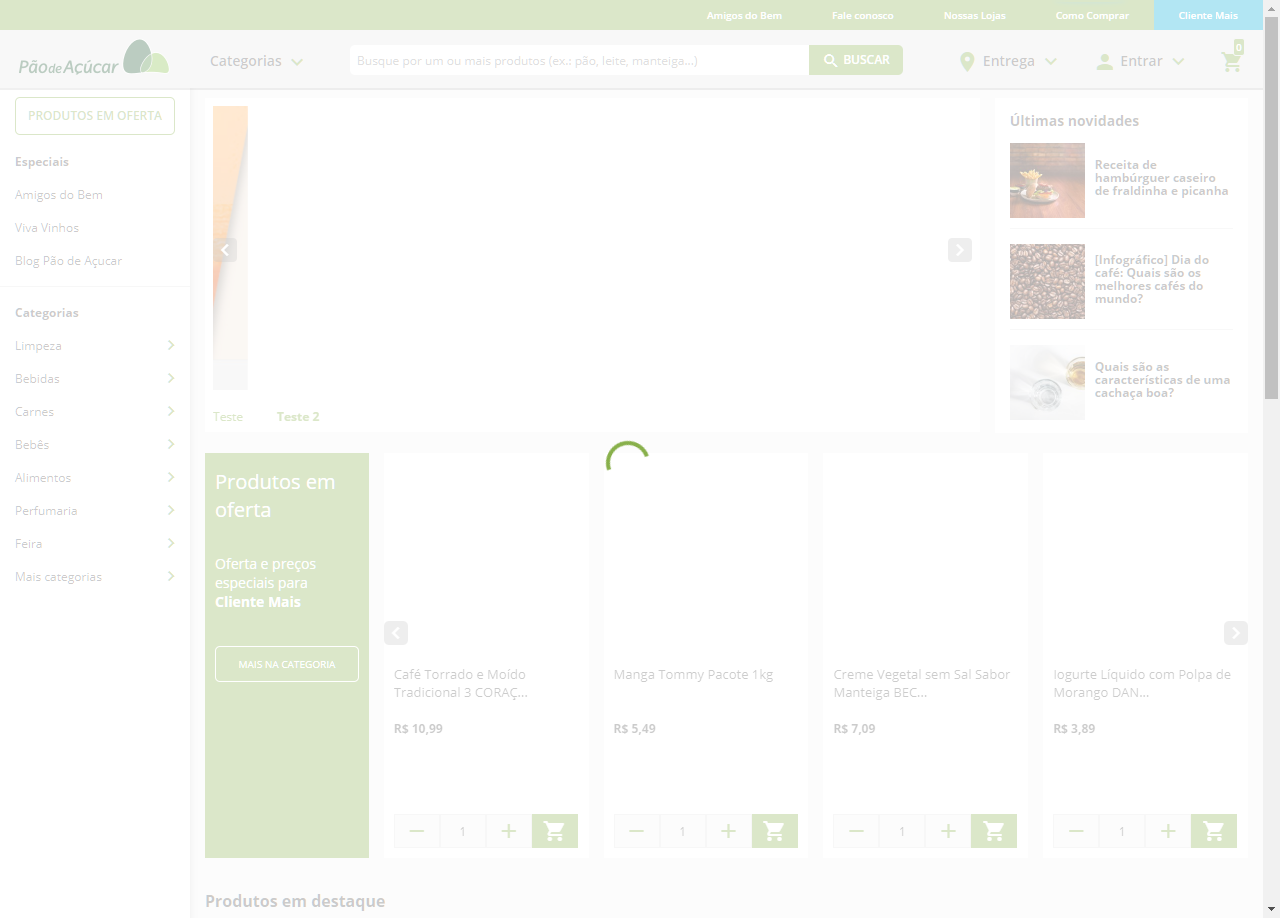 Amigos do Bem
Fale conosco
Nossas Lojas
Como Comprar
Cliente Mais
Pão de Açúcar
Categorias
Busque por um ou mais produtos (ex.: pão, leite, manteiga...)
BUSCAR
Entrega
Entrar
0
PRODUTOS EM OFERTA
Especiais
Amigos do Bem
Viva Vinhos
Blog Pão de Açucar
Categorias
Limpeza
Bebidas
Carnes
Bebês
Alimentos
Perfumaria
Feira
Mais categorias
Teste
Teste 2
Últimas novidades
Receita de
hambúrguer caseiro
de fraldinha e picanha
[Infográfico] Dia do
café: Quais são os
melhores cafés do
mundo?
Quais são as
características de uma
cachaça boa?
Produtos em
oferta
Oferta e preços
especiais para
Cliente Mais
MAIS NA CATEGORIA
Café Torrado e Moído
Tradicional 3 CORAÇ...
R$ 10,99
1
Manga Tommy Pacote 1kg
R$ 5,49
1
Creme Vegetal sem Sal Sabor
Manteiga BEC...
R$ 7,09
1
Iogurte Líquido com Polpa de
Morango DAN...
R$ 3,89
1
Produtos em destaque